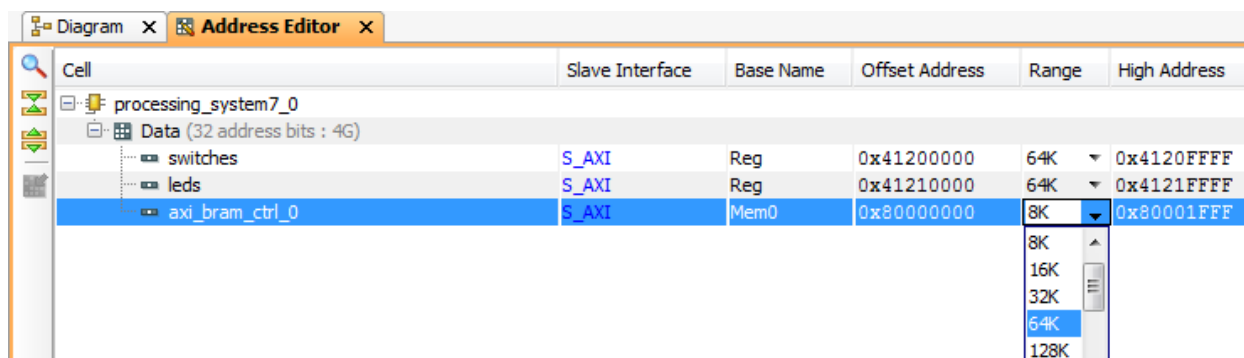 Diagram X Address Editor X
Cell Slave Interface Base Name Offset Address Range High Address
processing_system7_0
Data (32 address bits : 4G)
switches S_AXI Reg 0x41200000 64K 0x4120FFFF
leds S_AXI Reg 0x41210000 64K 0x4121FFFF
axi_bram_ctrl_0 S_AXI Mem0 0x80000000 8K 0x80001FFF
8K
16K
32K
64K
128K